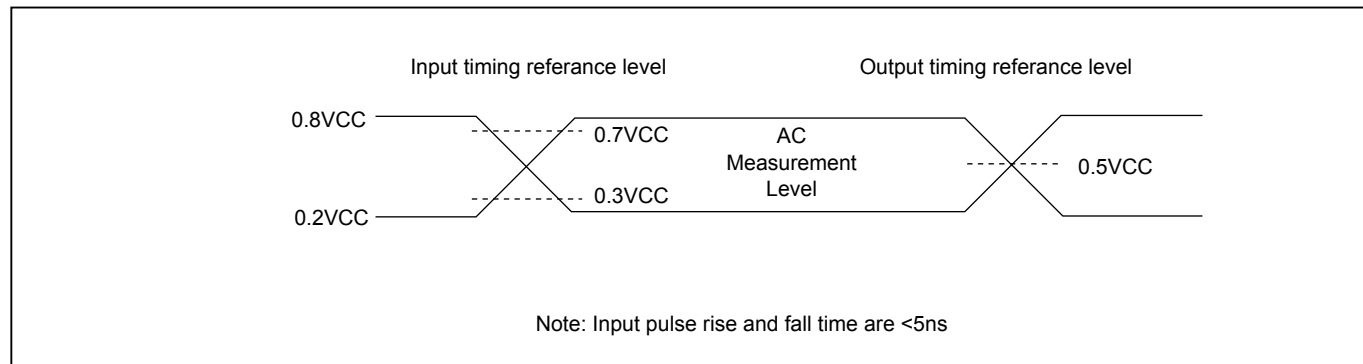 Input timing referance level
Output timing referance level
0.8VCC
0.7VCC
AC
Measurement
Level
0.5VCC
0.3VCC
0.2VCC
Note: Input pulse rise and fall time are <5ns